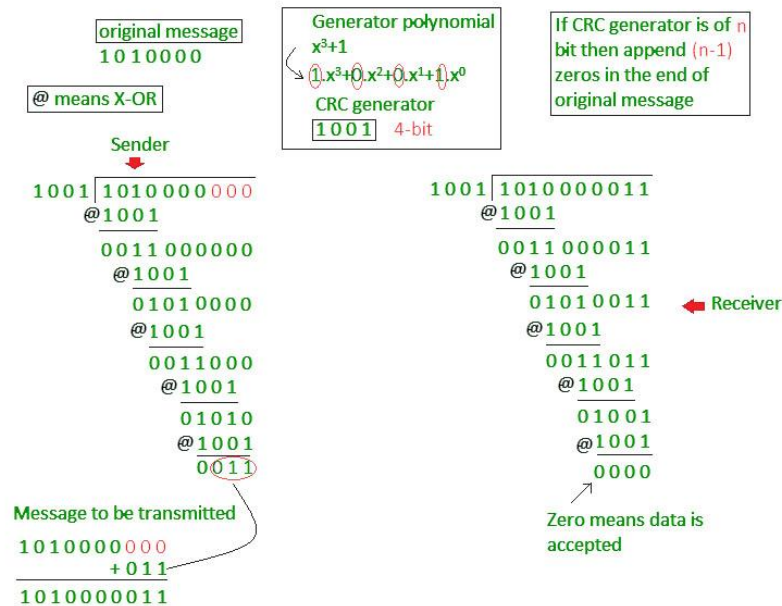 original message
1010000
@ means X-OR
Generator polynomial
x³+1
1.x³+0.x²+0.x¹+1.x⁰
CRC generator
1001 4-bit
If CRC generator is of n
bit then append (n-1)
zeros in the end of
original message
Sender
1001 1010000000
@1001
0011000000
@1001
01010000
@1001
0011000
@1001
01010
@1001
0011
Message to be transmitted
1010000000
+011
1010000011
1001 1010000011
@1001
0011000011
@1001
01010011
@1001
0011011
@1001
01001
@1001
0000
Receiver
Zero means data is
accepted